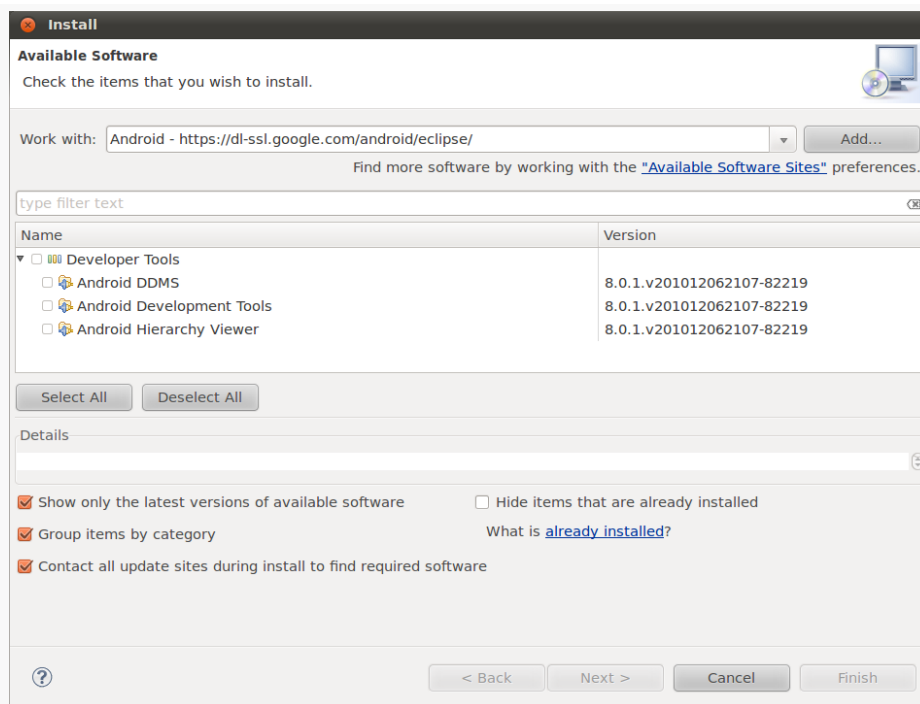 Install
Available Software
Check the items that you wish to install.
Work with: Android - https://dl-ssl.google.com/android/eclipse/ Add...
Find more software by working with the "Available Software Sites" preferences.
type filter text
Name Version
Developer Tools
Android DDMS 8.0.1.v201012062107-82219
Android Development Tools 8.0.1.v201012062107-82219
Android Hierarchy Viewer 8.0.1.v201012062107-82219
Select All Deselect All
Details
Show only the latest versions of available software Hide items that are already installed
Group items by category What is already installed?
Contact all update sites during install to find required software
? < Back Next > Cancel Finish